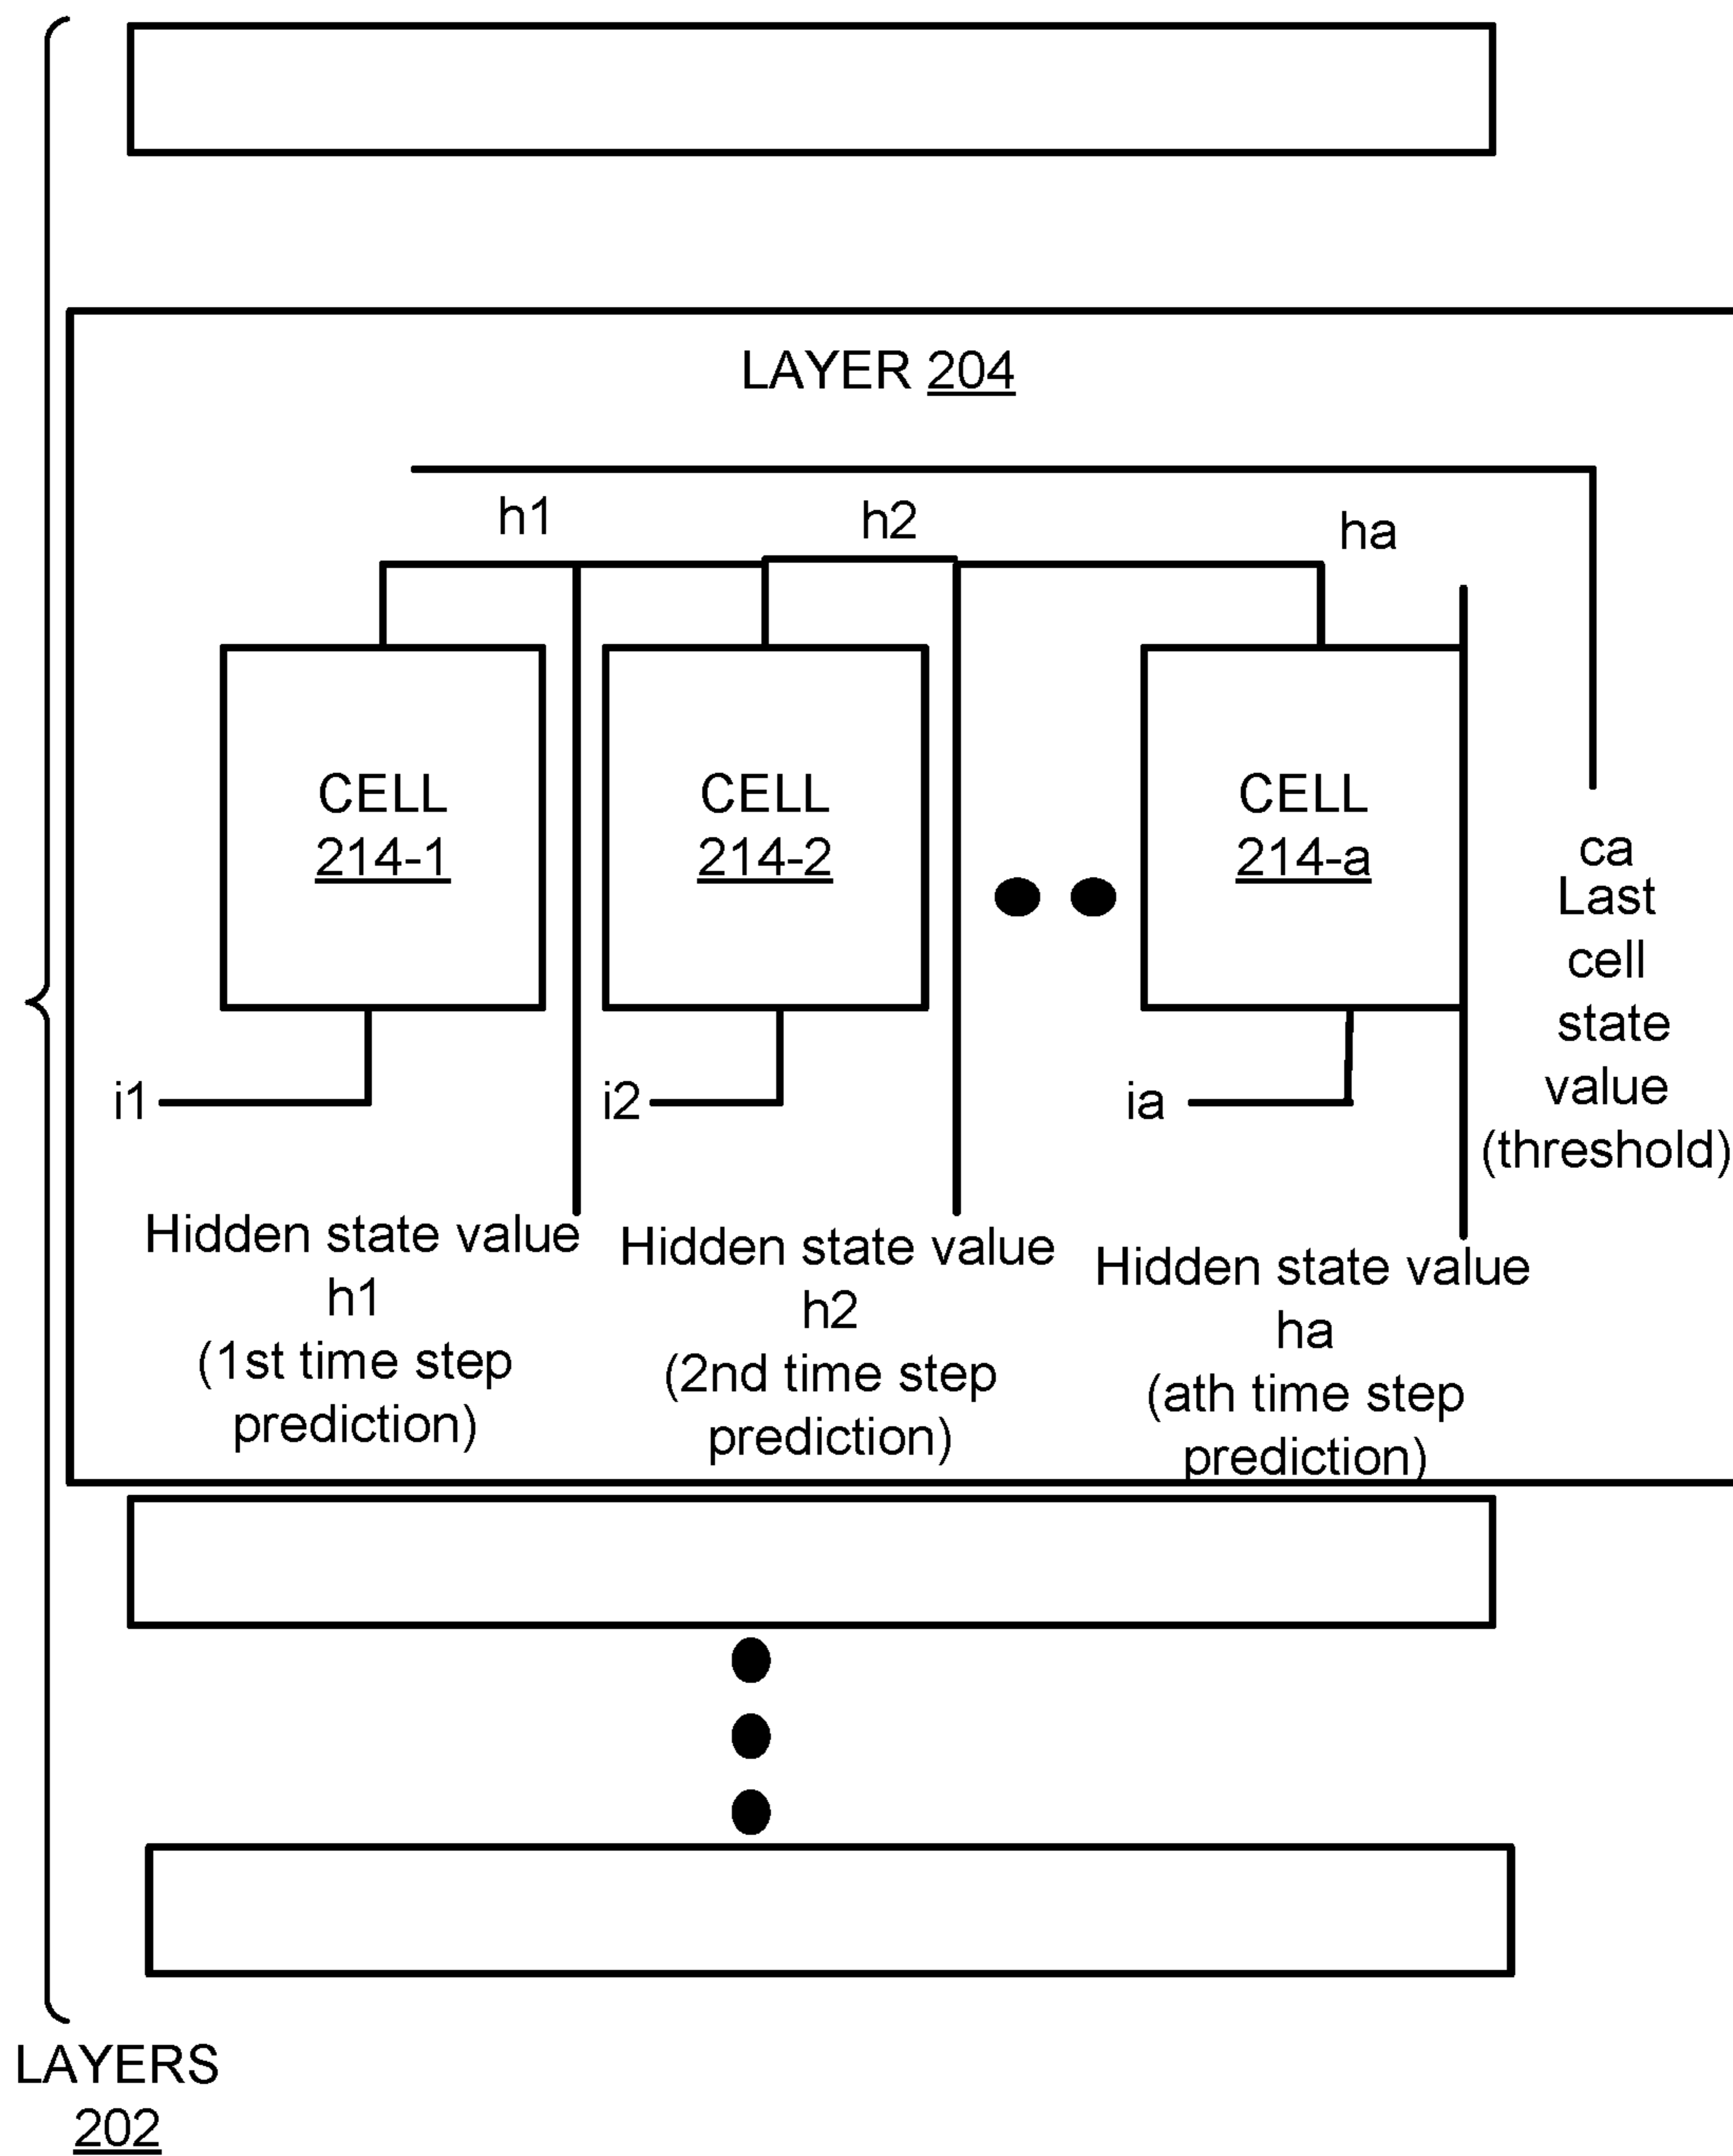 LAYER 204
h1
h2
ha
CELL
214-1
CELL
214-2
CELL
214-a
ca
Last
cell
state
value
(threshold)
i1
i2
ia
Hidden state value
h1
(1st time step
prediction)
Hidden state value
h2
(2nd time step
prediction)
Hidden state value
ha
(ath time step
prediction)
LAYERS
202